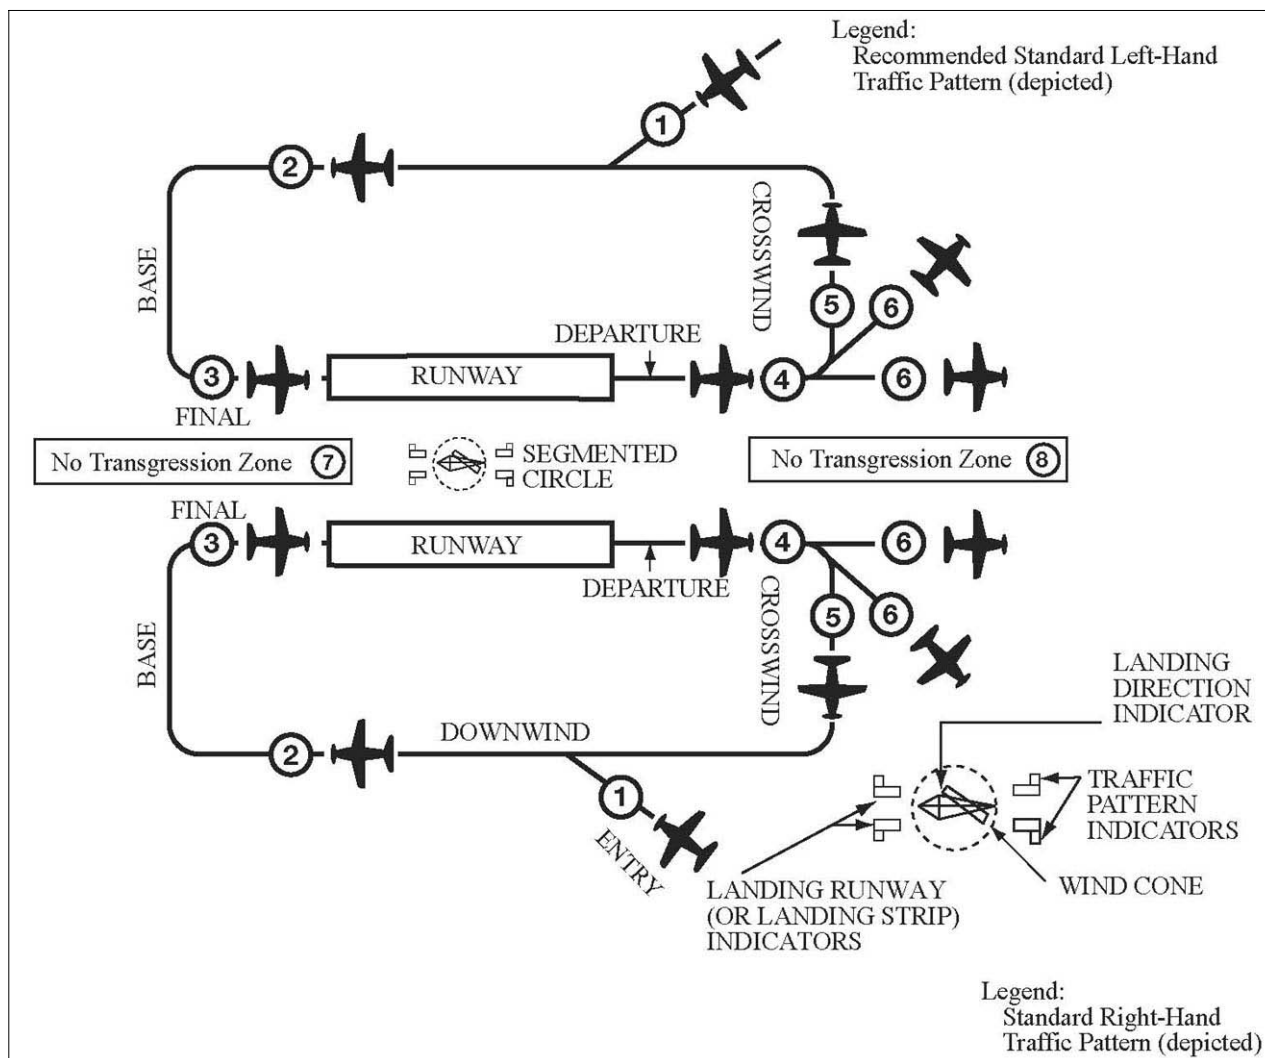 Legend:
Recommended Standard Left-Hand
Traffic Pattern (depicted)
1
2
CROSSWIND
BASE
5
6
DEPARTURE
3
RUNWAY
4
6
FINAL
No Transgression Zone 7
SEGMENTED
CIRCLE
No Transgression Zone 8
FINAL
3
RUNWAY
4
6
DEPARTURE
BASE
CROSSWIND
5
6
LANDING
DIRECTION
INDICATOR
2
DOWNWIND
1
ENTRY
TRAFFIC
PATTERN
INDICATORS
WIND CONE
LANDING RUNWAY
(OR LANDING STRIP)
INDICATORS
Legend:
Standard Right-Hand
Traffic Pattern (depicted)